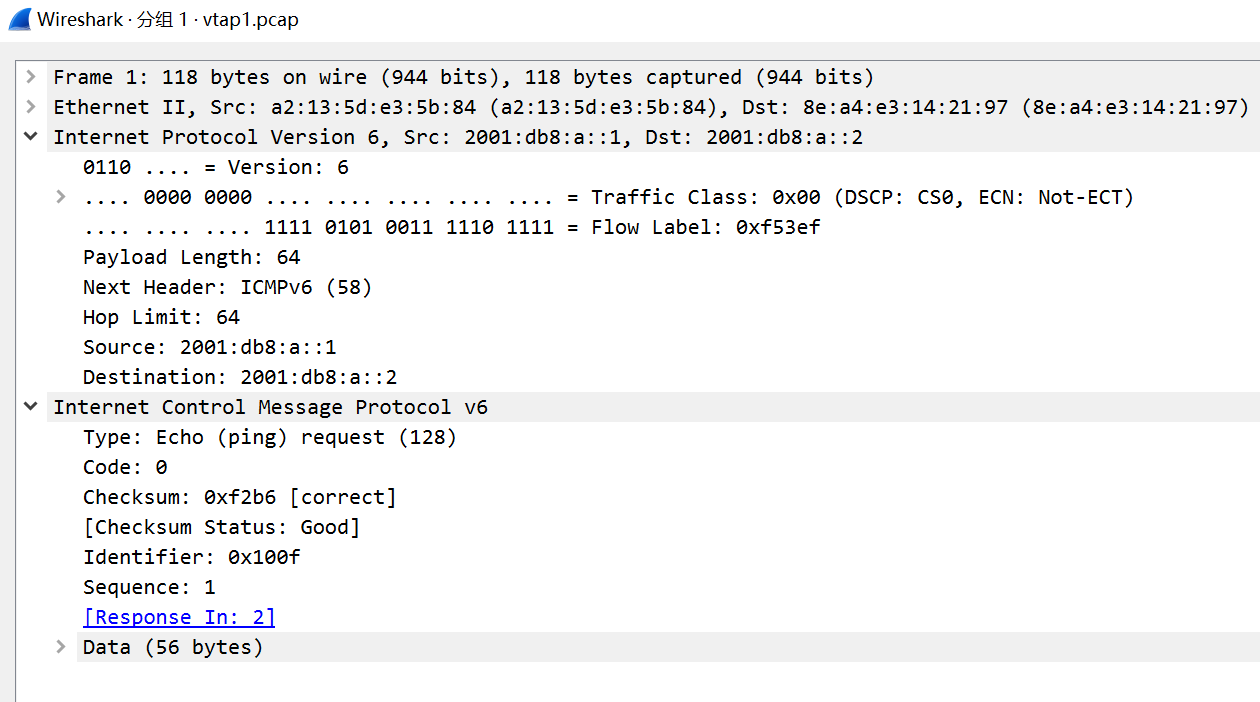 Wireshark · 分组 1 · vtap1.pcap
Frame 1: 118 bytes on wire (944 bits), 118 bytes captured (944 bits)
Ethernet II, Src: a2:13:5d:e3:5b:84 (a2:13:5d:e3:5b:84), Dst: 8e:a4:e3:14:21:97 (8e:a4:e3:14:21:97)
Internet Protocol Version 6, Src: 2001:db8:a::1, Dst: 2001:db8:a::2
0110 .... = Version: 6
.... 0000 0000 .... .... .... .... .... = Traffic Class: 0x00 (DSCP: CS0, ECN: Not-ECT)
.... .... .... 1111 0101 0011 1110 1111 = Flow Label: 0xf53ef
Payload Length: 64
Next Header: ICMPv6 (58)
Hop Limit: 64
Source: 2001:db8:a::1
Destination: 2001:db8:a::2
Internet Control Message Protocol v6
Type: Echo (ping) request (128)
Code: 0
Checksum: 0xf2b6 [correct]
[Checksum Status: Good]
Identifier: 0x100f
Sequence: 1
[Response In: 2]
Data (56 bytes)